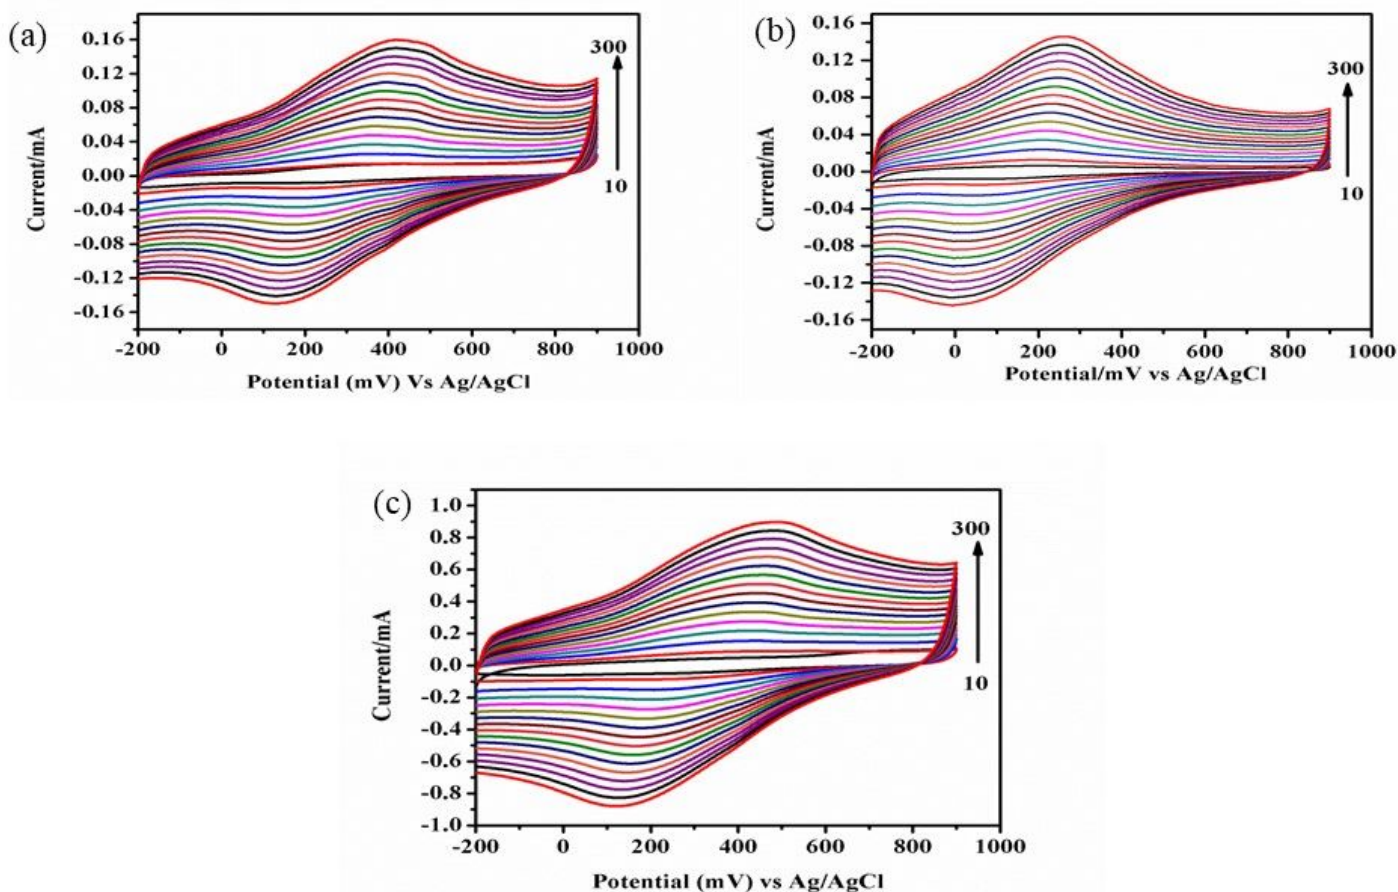 (a)
0.16
0.12
0.08
0.04
0.00
-0.04
-0.08
-0.12
-0.16
Current/mA
-200 0 200 400 600 800 1000
Potential (mV) Vs Ag/AgCl
300
10
(b)
0.16
0.12
0.08
0.04
0.00
-0.04
-0.08
-0.12
-0.16
Current/mA
-200 0 200 400 600 800 1000
Potential/mV vs Ag/AgCl
300
10
(c)
1.0
0.8
0.6
0.4
0.2
0.0
-0.2
-0.4
-0.6
-0.8
-1.0
Current/mA
-200 0 200 400 600 800 1000
Potential (mV) vs Ag/AgCl
300
10